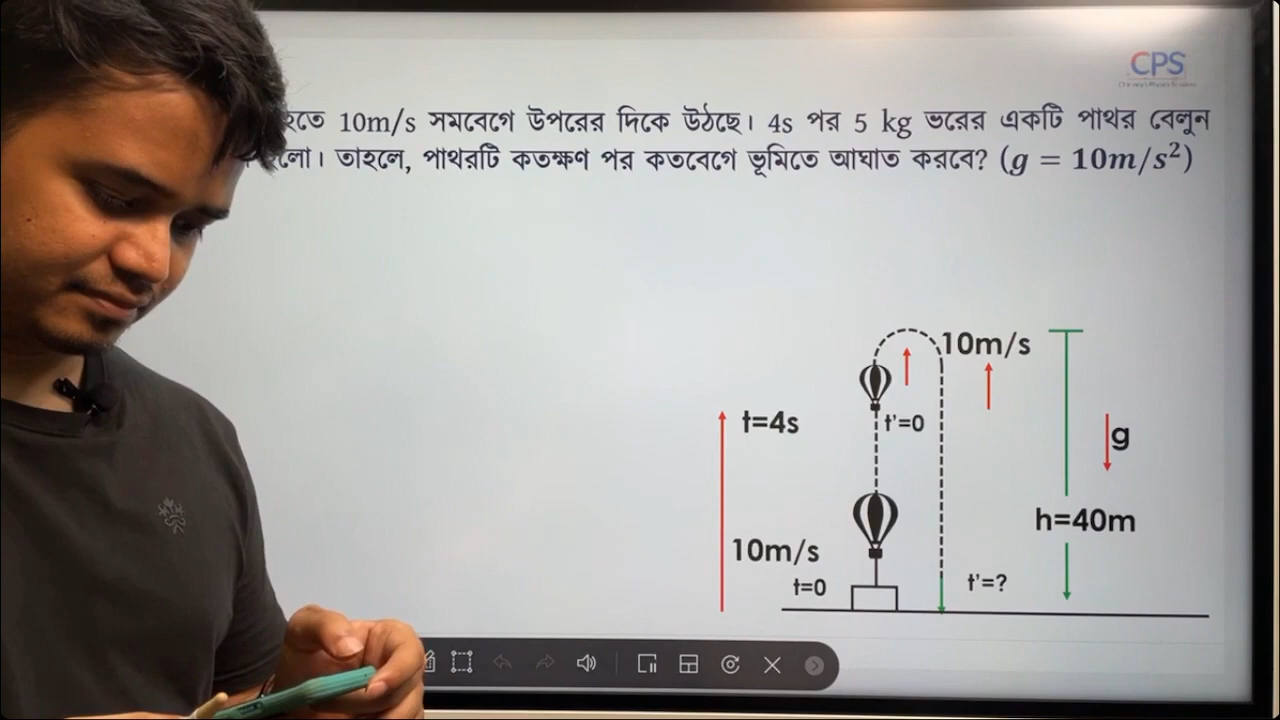 CPS
হতে 10m/s সমবেগে উপরের দিকে উঠছে। 4s পর 5 kg ভরের একটি পাথর বেলুন
তাহলে, পাথরটি কতক্ষণ পর কতবেগে ভূমিতে আঘাত করবে? (g = 10m/s²)
10m/s
t=4s
t'=0
g
h=40m
10m/s
t=0
t'=?